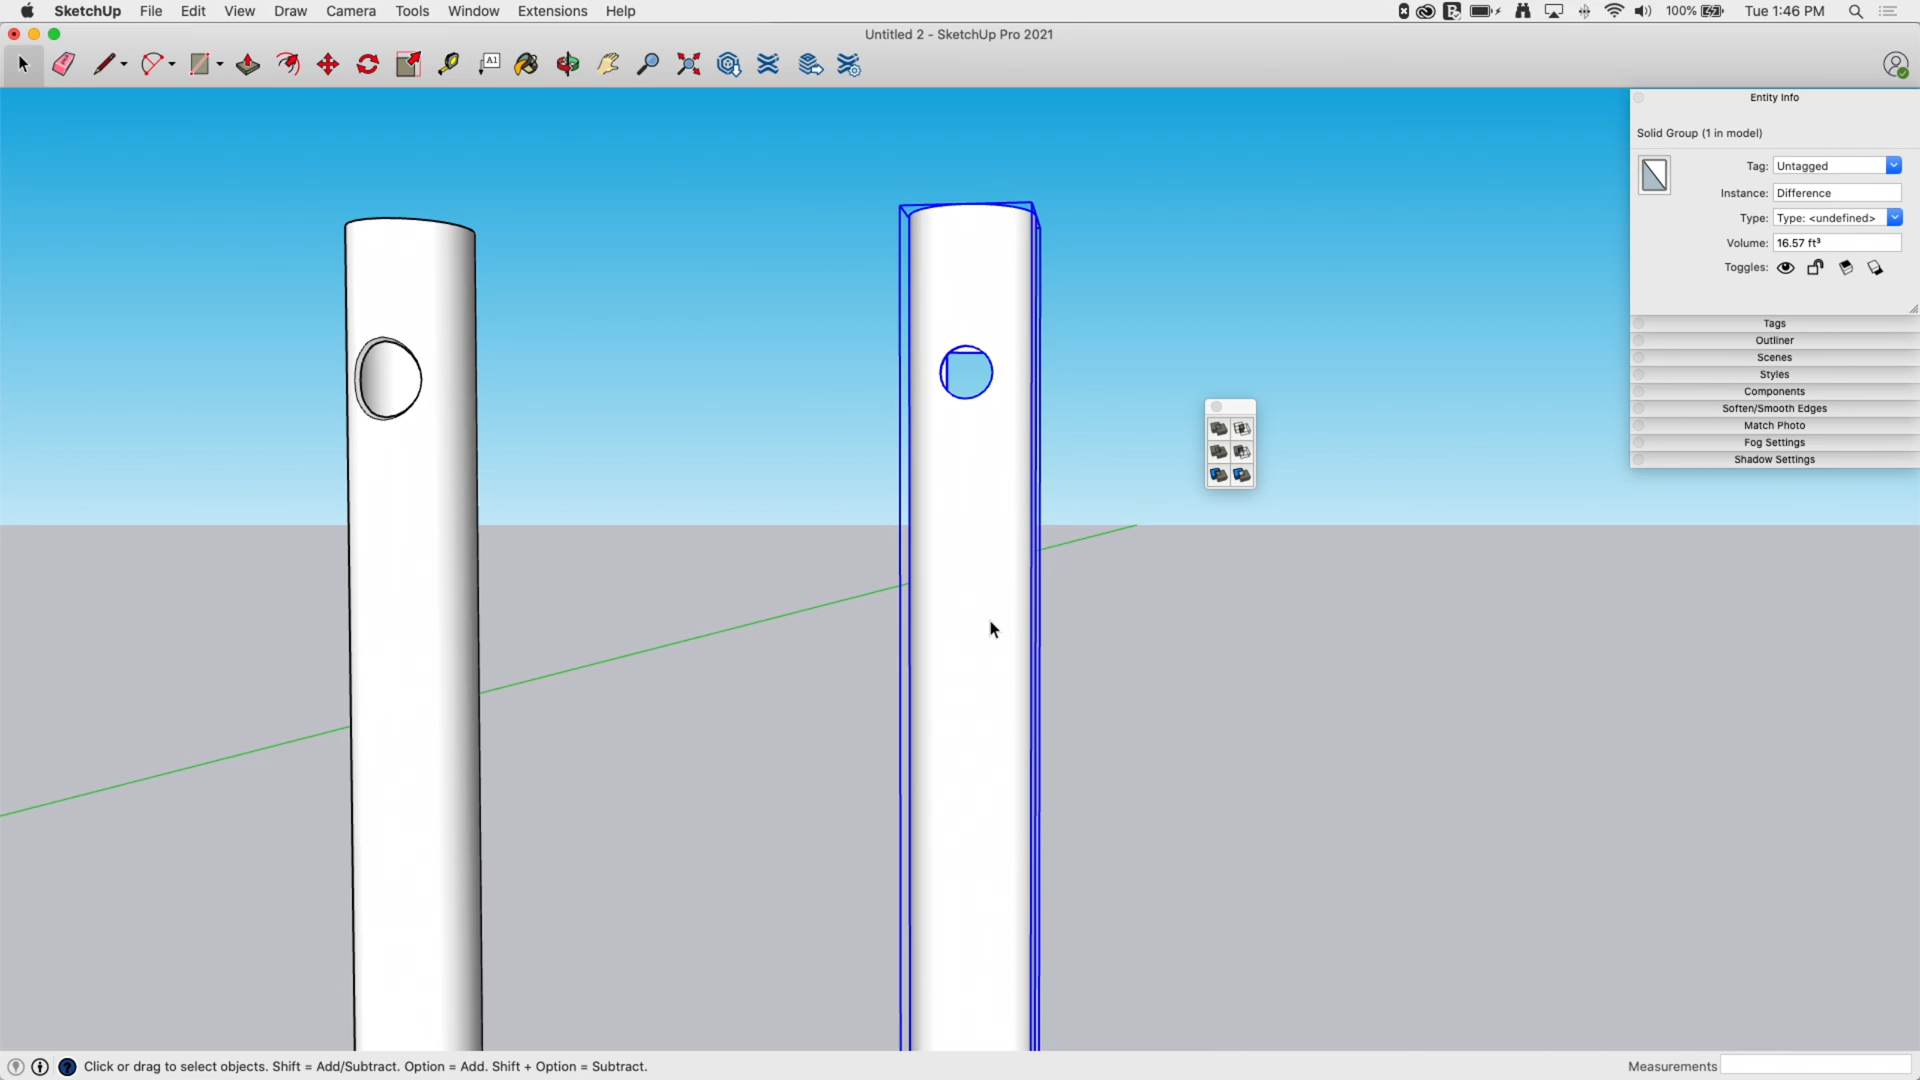 SketchUp File Edit View Draw Camera Tools Window Extensions Help 100% Tue 1:46 PM
Untitled 2 - SketchUp Pro 2021
A1
Entity Info
Solid Group (1 in model)
Tag: Untagged
Instance: Difference
Type: Type: <undefined>
Volume: 16.57 ft³
Toggles:
Tags
Outliner
Scenes
Styles
Components
Soften/Smooth Edges
Match Photo
Fog Settings
Shadow Settings
Click or drag to select objects. Shift = Add/Subtract. Option = Add. Shift + Option = Subtract.
Measurements